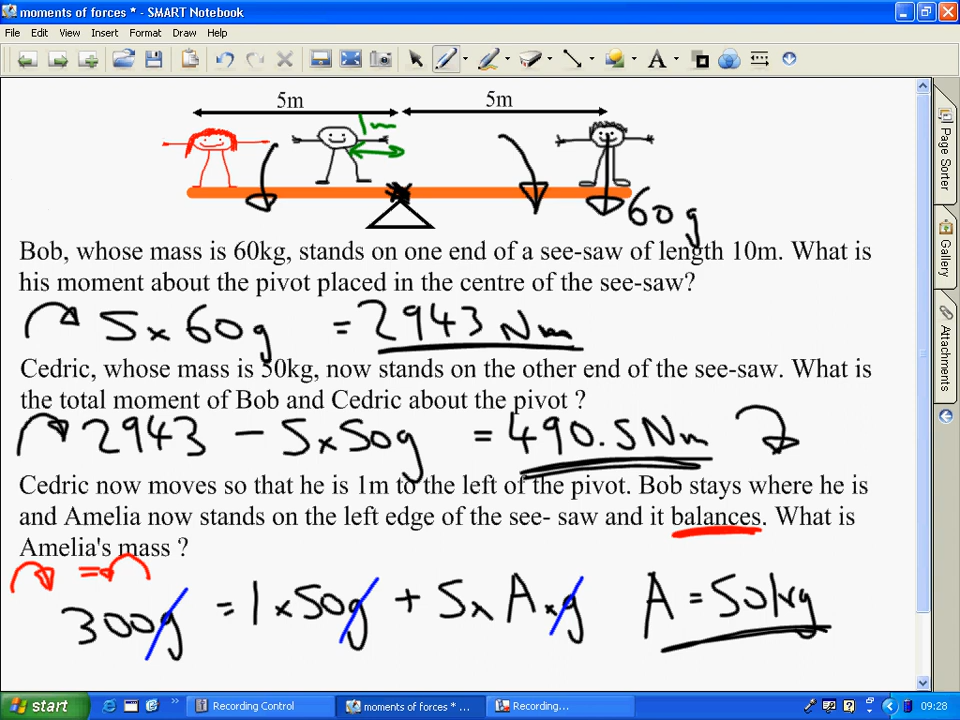 moments of forces * - SMART Notebook
File Edit View Insert Format Draw Help
5m 5m
1m
60g
Bob, whose mass is 60kg, stands on one end of a see-saw of length 10m. What is
his moment about the pivot placed in the centre of the see-saw?
5 x 60g = 2943 Nm
Cedric, whose mass is 50kg, now stands on the other end of the see-saw. What is
the total moment of Bob and Cedric about the pivot ?
2943 - 5x50g = 490.5Nm
Cedric now moves so that he is 1m to the left of the pivot. Bob stays where he is
and Amelia now stands on the left edge of the see- saw and it balances. What is
Amelia's mass ?
=
300g = 1 x 50g + 5 x A x g A = 50kg
Page Sorter
Gallery
Attachments
start Recording Control moments of forces * ... Recording... 09:28